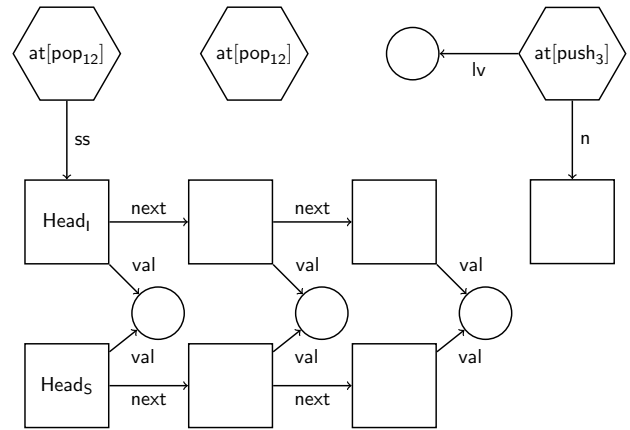 at[pop₁₂]
at[pop₁₂]
at[push₃]
lv
ss
n
Head_I
next
next
val
val
val
val
val
val
Head_S
next
next